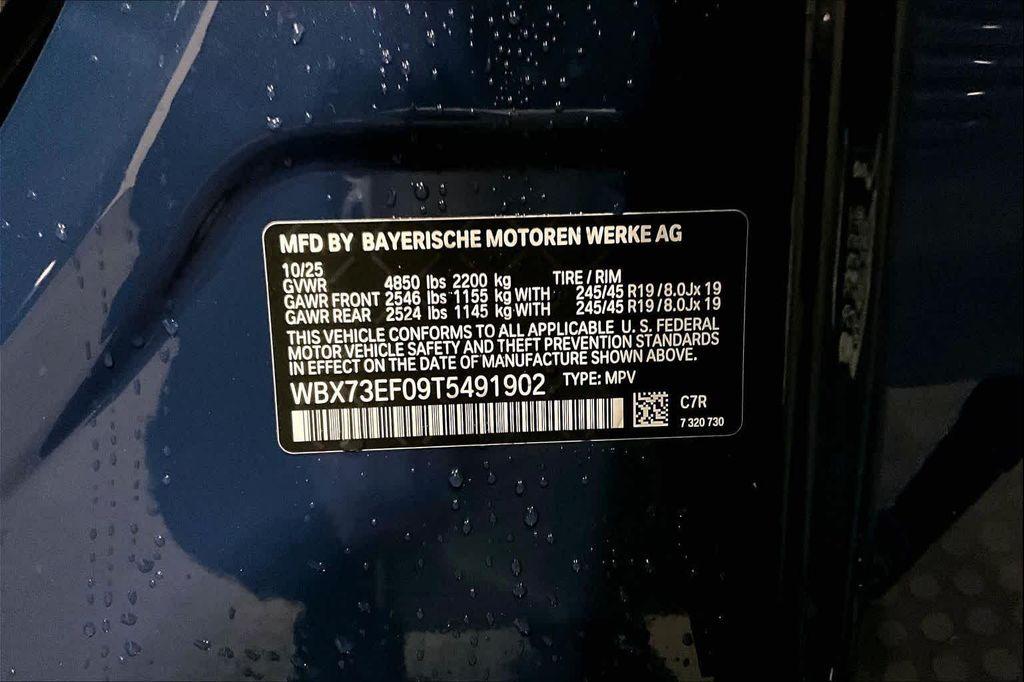 MFD BY BAYERISCHE MOTOREN WERKE AG
10/25
GVWR 4850 lbs 2200 kg TIRE / RIM
GAWR FRONT 2546 lbs 1155 kg WITH 245/45 R19 /8.0Jx 19
GAWR REAR 2524 lbs 1145 kg WITH 245/45 R19 /8.0Jx 19
THIS VEHICLE CONFORMS TO ALL APPLICABLE U. S. FEDERAL
MOTOR VEHICLE SAFETY AND THEFT PREVENTION STANDARDS
IN EFFECT ON THE DATE OF MANUFACTURE SHOWN ABOVE.
WBX73EF09T5491902 TYPE: MPV
C7R
7 320 730